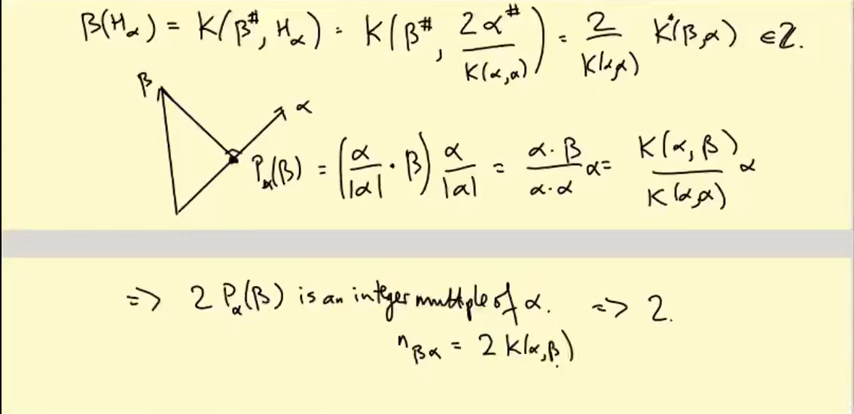 β(H_α) = K(β^#, H_α) = K(β^#, 2α^#/K(α,α)) = 2/K(α,α) K^*(β,α) ∈ ℤ.
β
α
P_α(β) = (α/|α| · β) α/|α| = α·β/α·α α = K(α,β)/K(α,α) α
=> 2 P_α(β) is an integer multiple of α. => 2.
n_βα = 2 K(α,β)